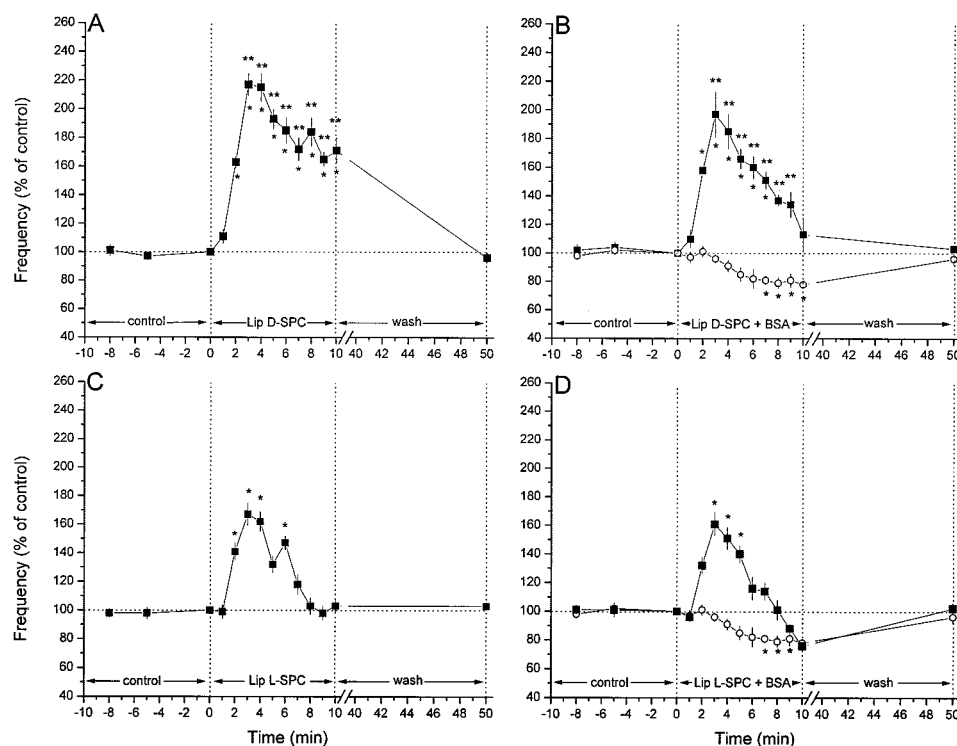 A
Frequency (% of control)
260
240
220
200
180
160
140
120
100
80
60
40
** ** ** ** ** ** **
* * * * * * * * *
control
Lip D-SPC
wash
-10 -8 -6 -4 -2 0 2 4 6 8 10 40 42 44 46 48 50
B
260
240
220
200
180
160
140
120
100
80
60
40
** ** ** ** ** ** **
* * * * * * *
* * * *
control
Lip D-SPC + BSA
wash
-10 -8 -6 -4 -2 0 2 4 6 8 10 40 42 44 46 48 50
C
Frequency (% of control)
260
240
220
200
180
160
140
120
100
80
60
40
* * * *
control
Lip L-SPC
wash
-10 -8 -6 -4 -2 0 2 4 6 8 10 40 42 44 46 48 50
Time (min)
D
260
240
220
200
180
160
140
120
100
80
60
40
* * *
* * *
control
Lip L-SPC + BSA
wash
-10 -8 -6 -4 -2 0 2 4 6 8 10 40 42 44 46 48 50
Time (min)